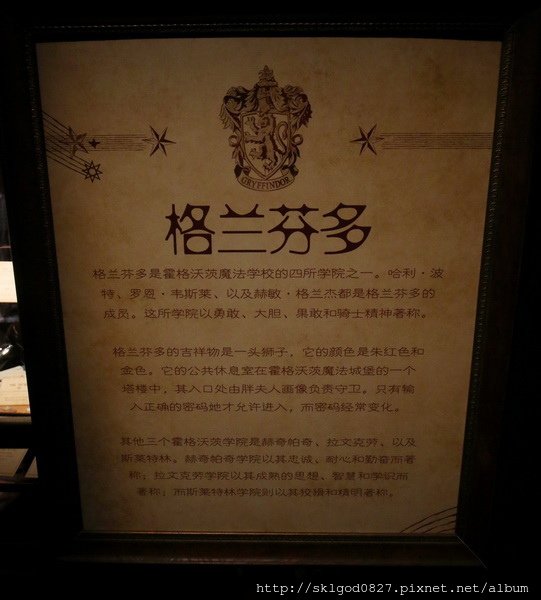 GRYFFINDOR
格兰芬多
格兰芬多是霍格沃茨魔法学校的四所学院之一。哈利·波
特、罗恩·韦斯莱、以及赫敏·格兰杰都是格兰芬多的
成员。这所学院以勇敢、大胆、果敢和骑士精神著称。
格兰芬多的吉祥物是一头狮子，它的颜色是朱红色和
金色。它的公共休息室在霍格沃茨魔法城堡的一个
塔楼中，其入口处由胖夫人画像负责守卫。只有输
入正确的密码她才允许进入，而密码经常变化。
其他三个霍格沃茨学院是赫奇帕奇、拉文克劳、以及
斯莱特林。赫奇帕奇学院以其忠诚、耐心和勤奋而著
称；拉文克劳学院以其成熟的思想、智慧和学识而
著称；而斯莱特林学院则以其狡猾和精明著称。
http://sklgod0827.pixnet.net/album